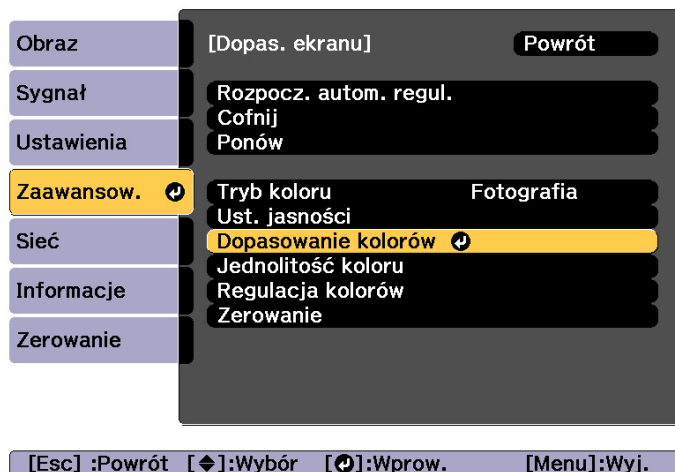 Obraz
Sygnał
Ustawienia
Zaawansow.
Sieć
Informacje
Zerowanie
[Dopas. ekranu] Powrót
Rozpocz. autom. regul.
Cofnij
Ponów
Tryb koloru Fotografia
Ust. jasności
Dopasowanie kolorów
Jednolitość koloru
Regulacja kolorów
Zerowanie
[Esc] :Powrót [◆]:Wybór [⏎]:Wprow. [Menu]:Wyj.